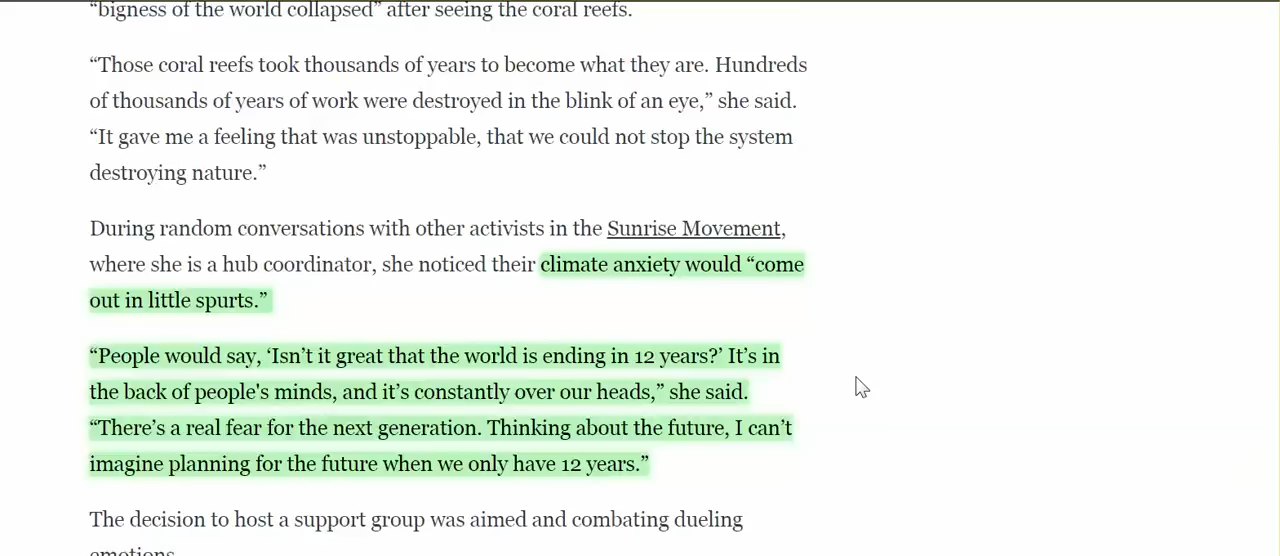 “bigness of the world collapsed” after seeing the coral reefs.
“Those coral reefs took thousands of years to become what they are. Hundreds
of thousands of years of work were destroyed in the blink of an eye,” she said.
“It gave me a feeling that was unstoppable, that we could not stop the system
destroying nature.”
During random conversations with other activists in the Sunrise Movement,
where she is a hub coordinator, she noticed their climate anxiety would “come
out in little spurts.”
“People would say, ‘Isn’t it great that the world is ending in 12 years?’ It’s in
the back of people's minds, and it’s constantly over our heads,” she said.
“There’s a real fear for the next generation. Thinking about the future, I can’t
imagine planning for the future when we only have 12 years.”
The decision to host a support group was aimed and combating dueling
emotions